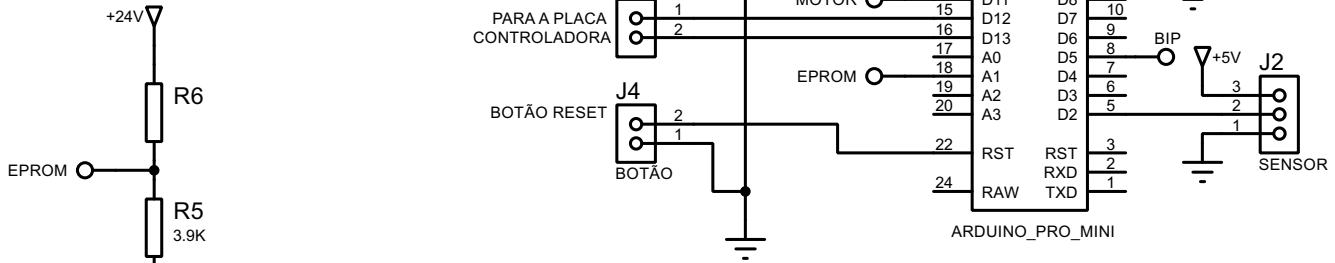 +24V
R6
EPROM
R5
3.9K
PARA A PLACA
CONTROLADORA
1
2
J4
BOTÃO RESET
2
1
BOTÃO
MOTOR
EPROM
15 D12
16 D13
17 A0
18 A1
19 A2
20 A3
22 RST
24 RAW
D11
D8
D7 10
D6 9
D5 8
D4 7
D3 6
D2 5
RST 3
RXD 2
TXD 1
ARDUINO_PRO_MINI
BIP
+5V
J2
3
2
1
SENSOR